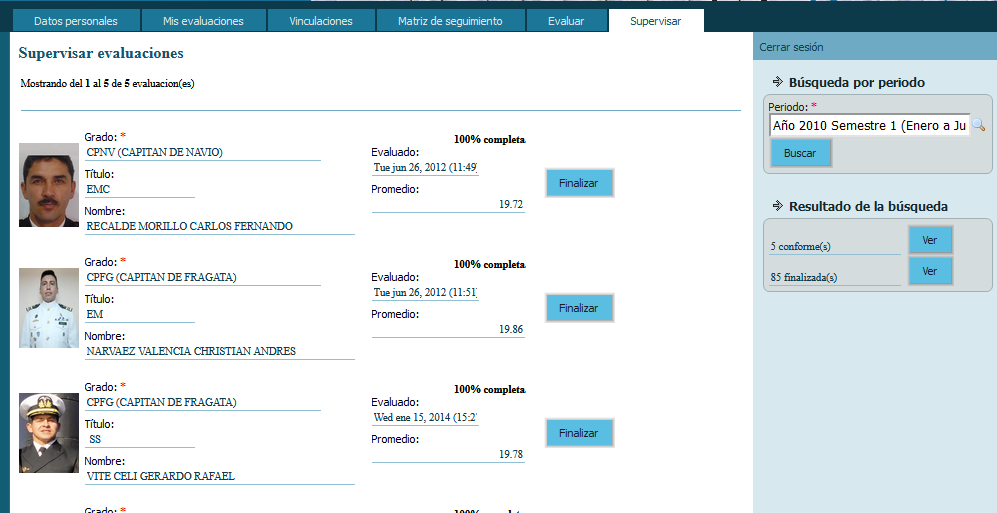 Datos personales
Mis evaluaciones
Vinculaciones
Matriz de seguimiento
Evaluar
Supervisar
Supervisar evaluaciones
Mostrando del 1 al 5 de 5 evaluacion(es)
Grado: *
CPNV (CAPITAN DE NAVIO)
Título:
EMC
Nombre:
RECALDE MORILLO CARLOS FERNANDO
100% completa
Evaluado:
Tue jun 26, 2012 (11:49)
Promedio:
19.72
Finalizar
Grado: *
CPFG (CAPITAN DE FRAGATA)
Título:
EM
Nombre:
NARVAEZ VALENCIA CHRISTIAN ANDRES
100% completa
Evaluado:
Tue jun 26, 2012 (11:51)
Promedio:
19.86
Finalizar
Grado: *
CPFG (CAPITAN DE FRAGATA)
Título:
SS
Nombre:
VITE CELI GERARDO RAFAEL
100% completa
Evaluado:
Wed ene 15, 2014 (15:2
Promedio:
19.78
Finalizar
Grado: *
100% completa
Cerrar sesión
Búsqueda por periodo
Periodo: *
Año 2010 Semestre 1 (Enero a Ju
Buscar
Resultado de la búsqueda
5 conforme(s)
Ver
85 finalizada(s)
Ver